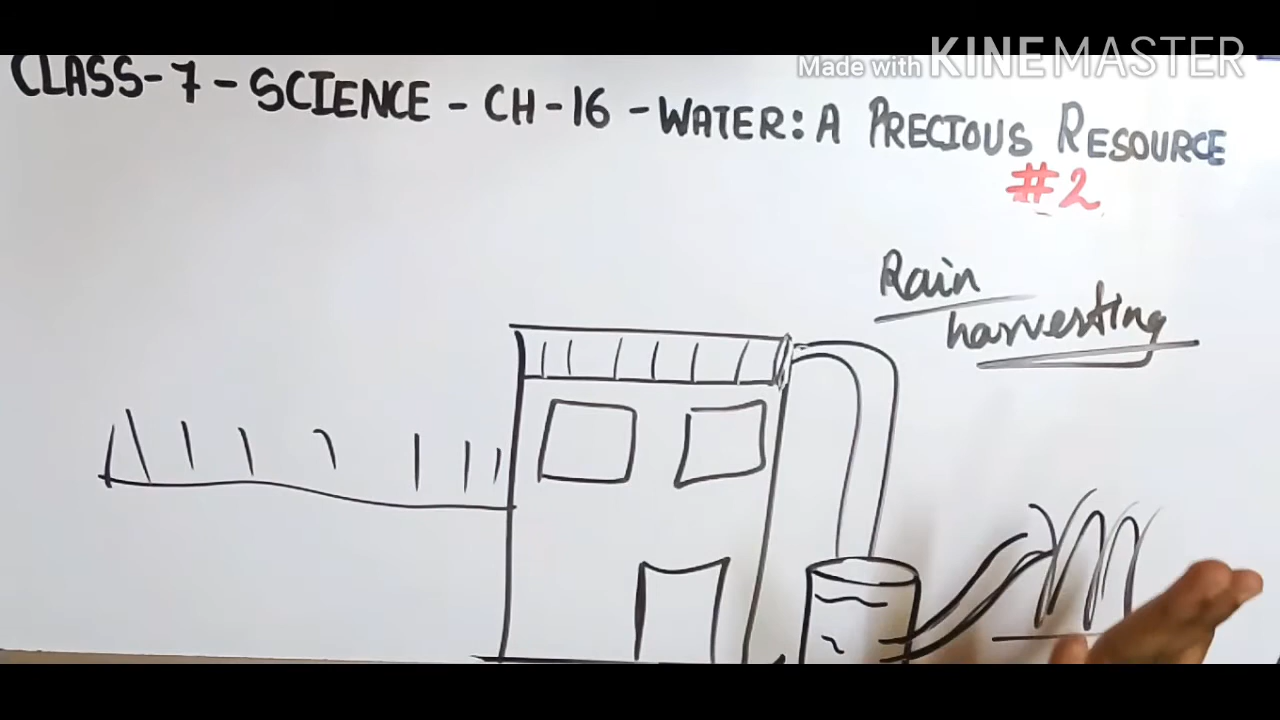 Made with KINEMASTER
CLASS-7-SCIENCE-CH-16-WATER: A PRECIOUS RESOURCE
#2
Rain
harvesting